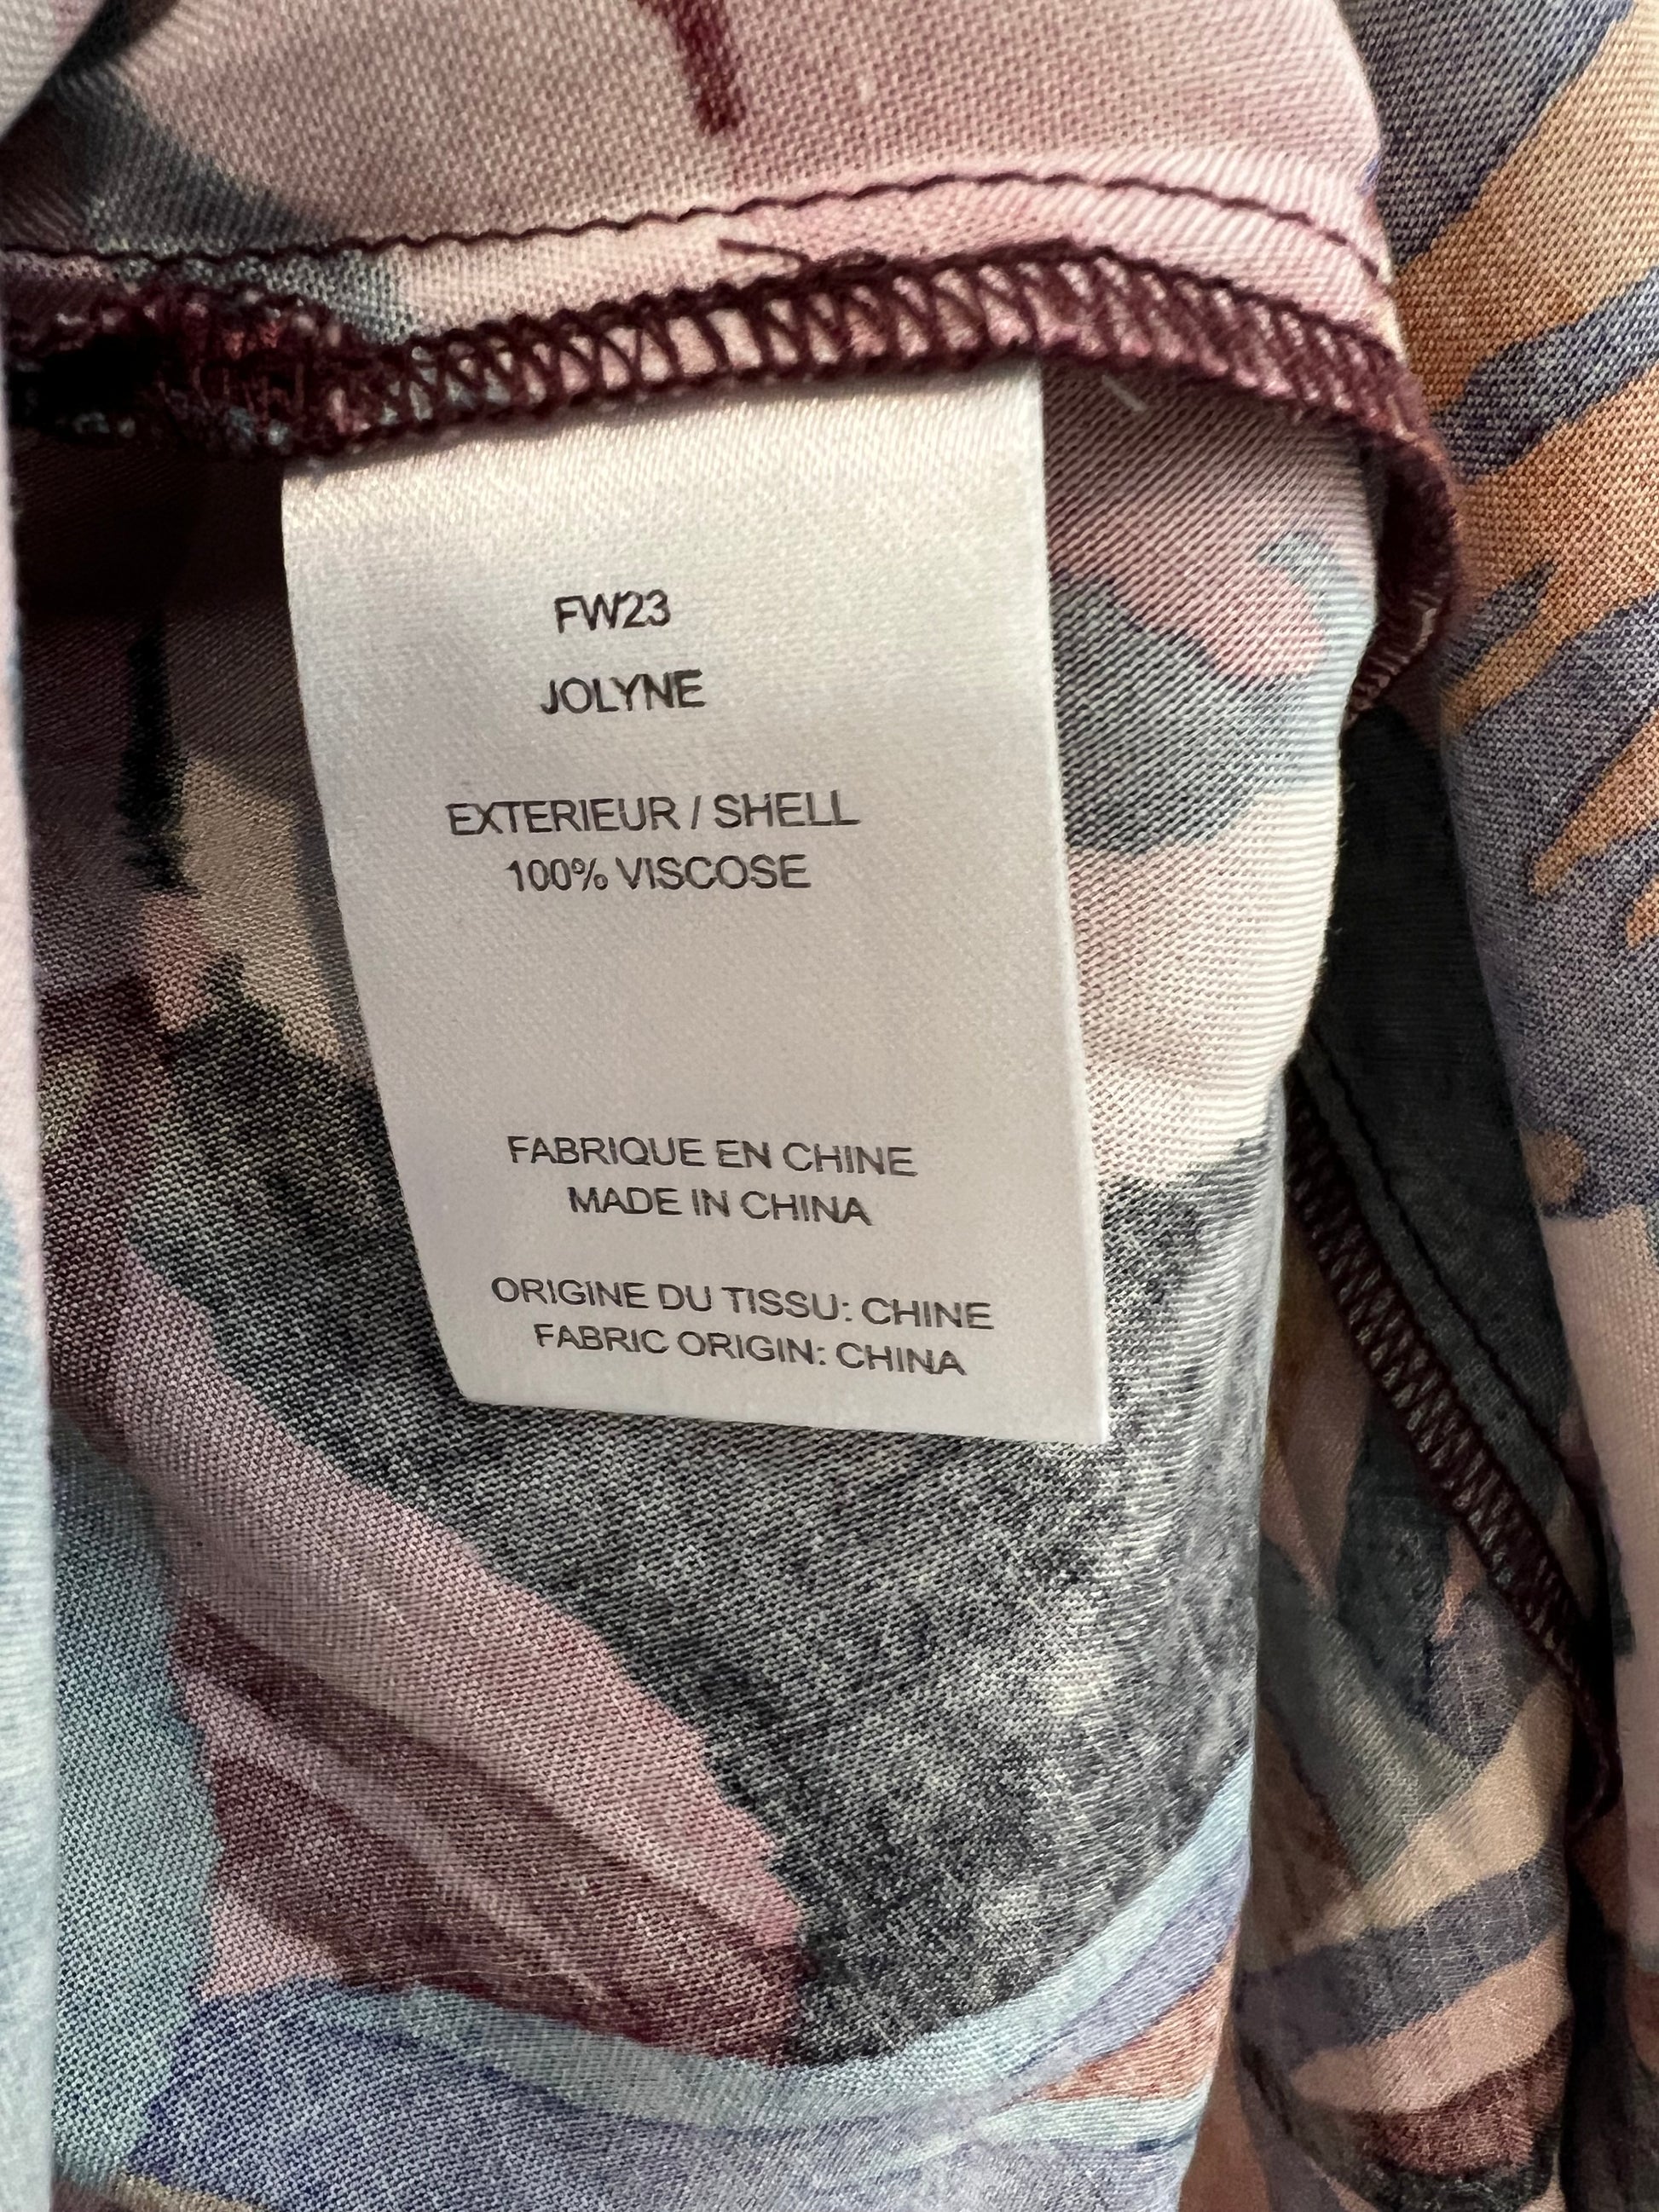 FW23
JOLYNE
EXTERIEUR / SHELL
100% VISCOSE
FABRIQUE EN CHINE
MADE IN CHINA
ORIGINE DU TISSU: CHINE
FABRIC ORIGIN: CHINA